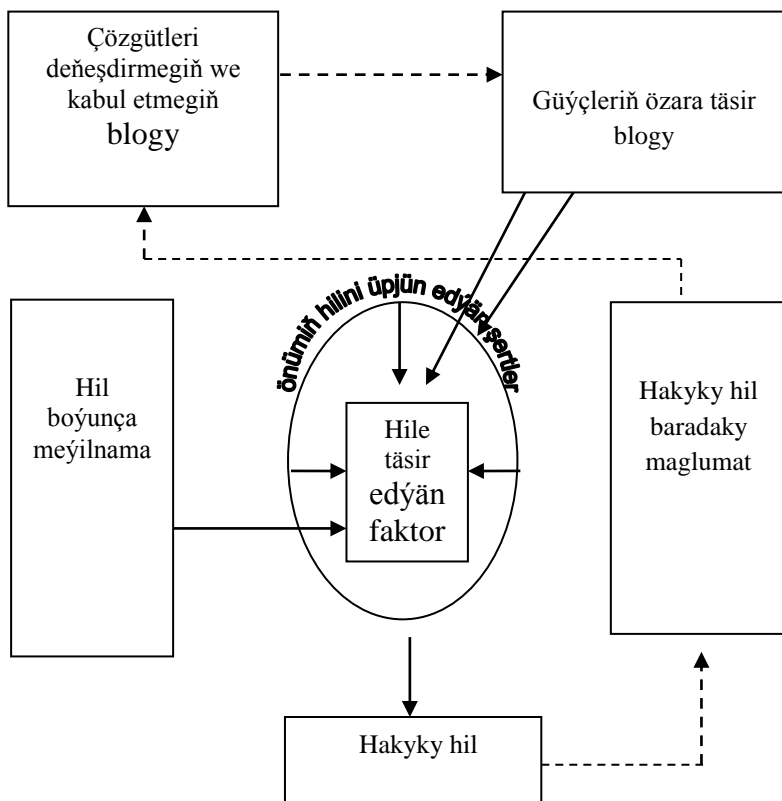 Çözgütleri
deňeşdirmegiň we
kabul etmegiň
blogy
Güýçleriň özara täsir
blogy
önümiň hilini üpjün edýän şertler
Hil
boýunça
meýilnama
Hile
täsir
edýän
faktor
Hakyky hil
baradaky
maglumat
Hakyky hil